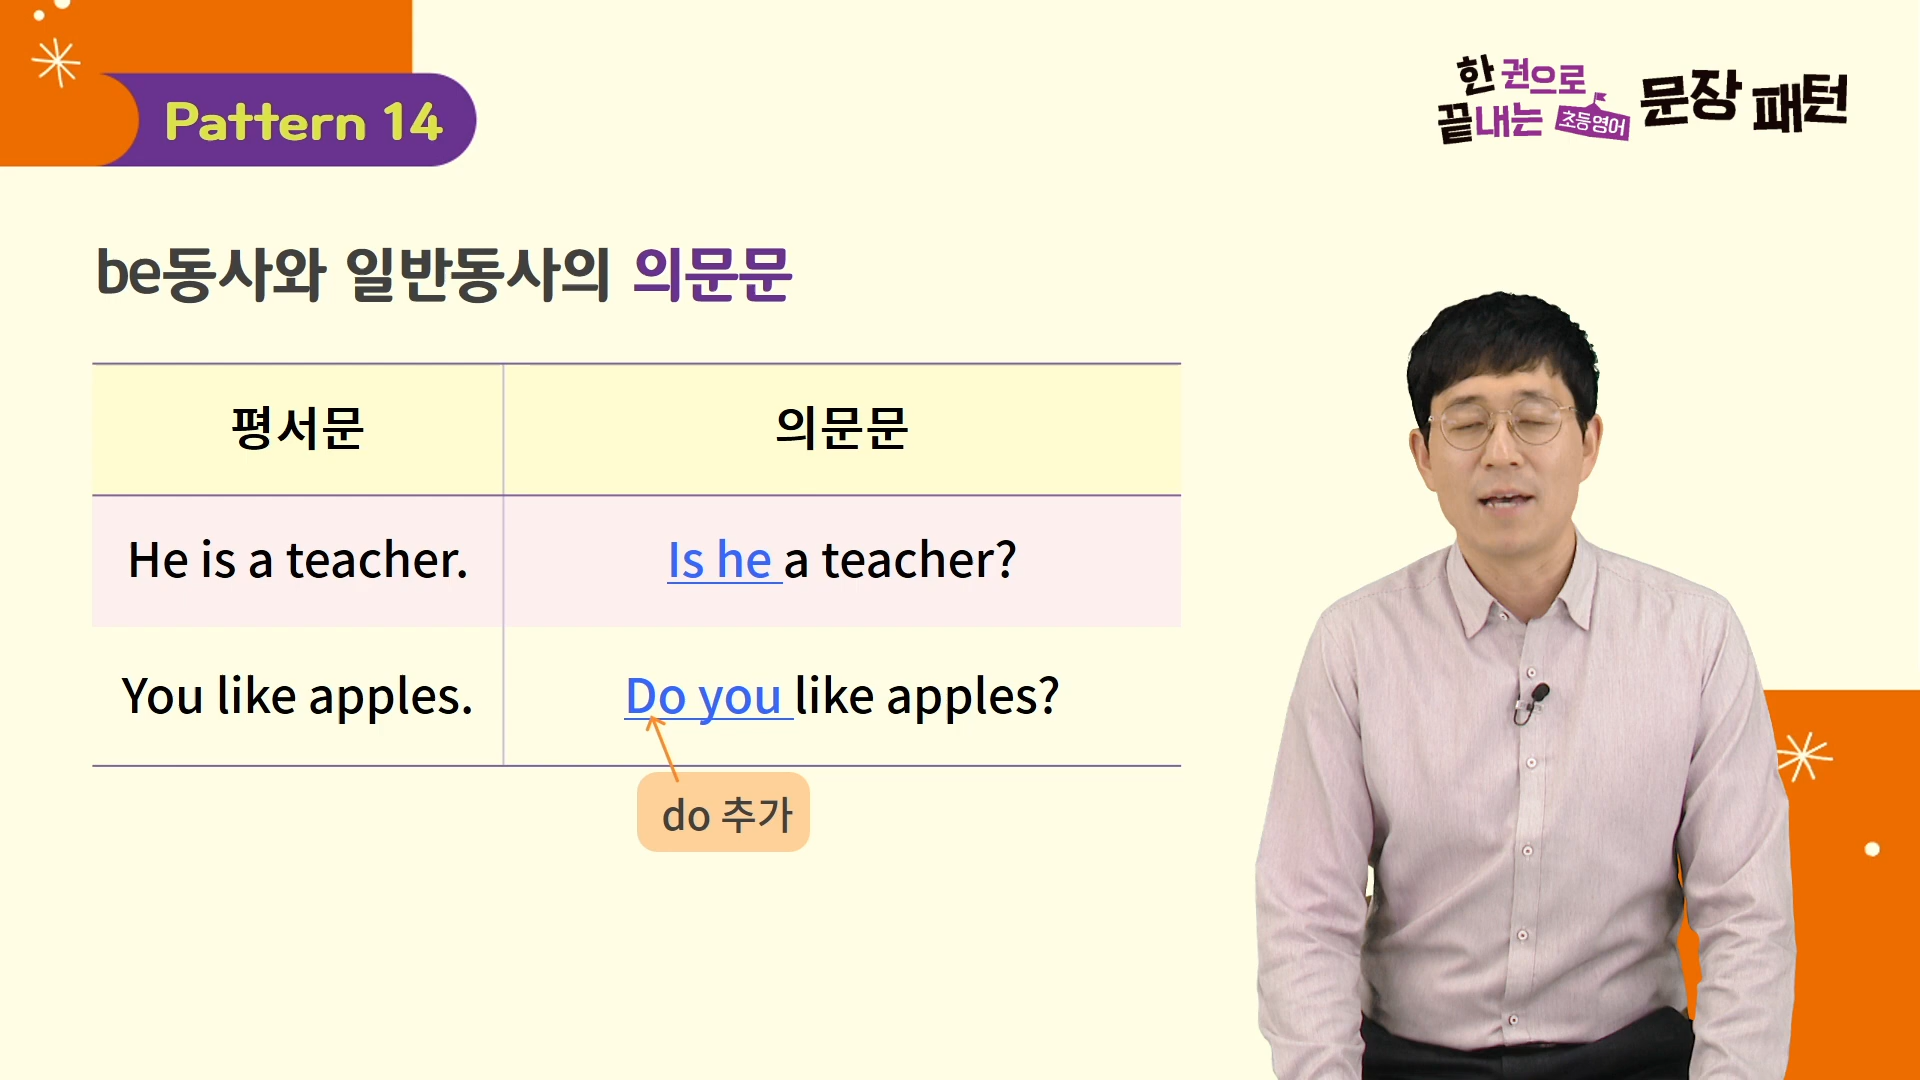 Pattern 14
한 권으로
끝내는 초등영어 문장 패턴
be동사와 일반동사의 의문문
평서문 의문문
He is a teacher. Is he a teacher?
You like apples. Do you like apples?
do 추가